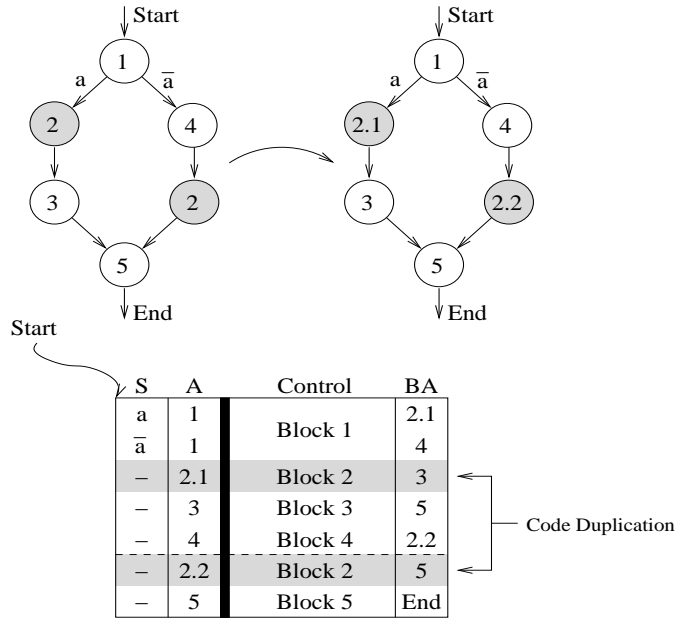 Start
Start
1
1
a
a̅
a
a̅
2
4
2.1
4
3
2
3
2.2
5
5
End
End
Start
S A Control BA
a 1 Block 1 2.1
a̅ 1 4
– 2.1 Block 2 3
– 3 Block 3 5
– 4 Block 4 2.2
– 2.2 Block 2 5
– 5 Block 5 End
Code Duplication